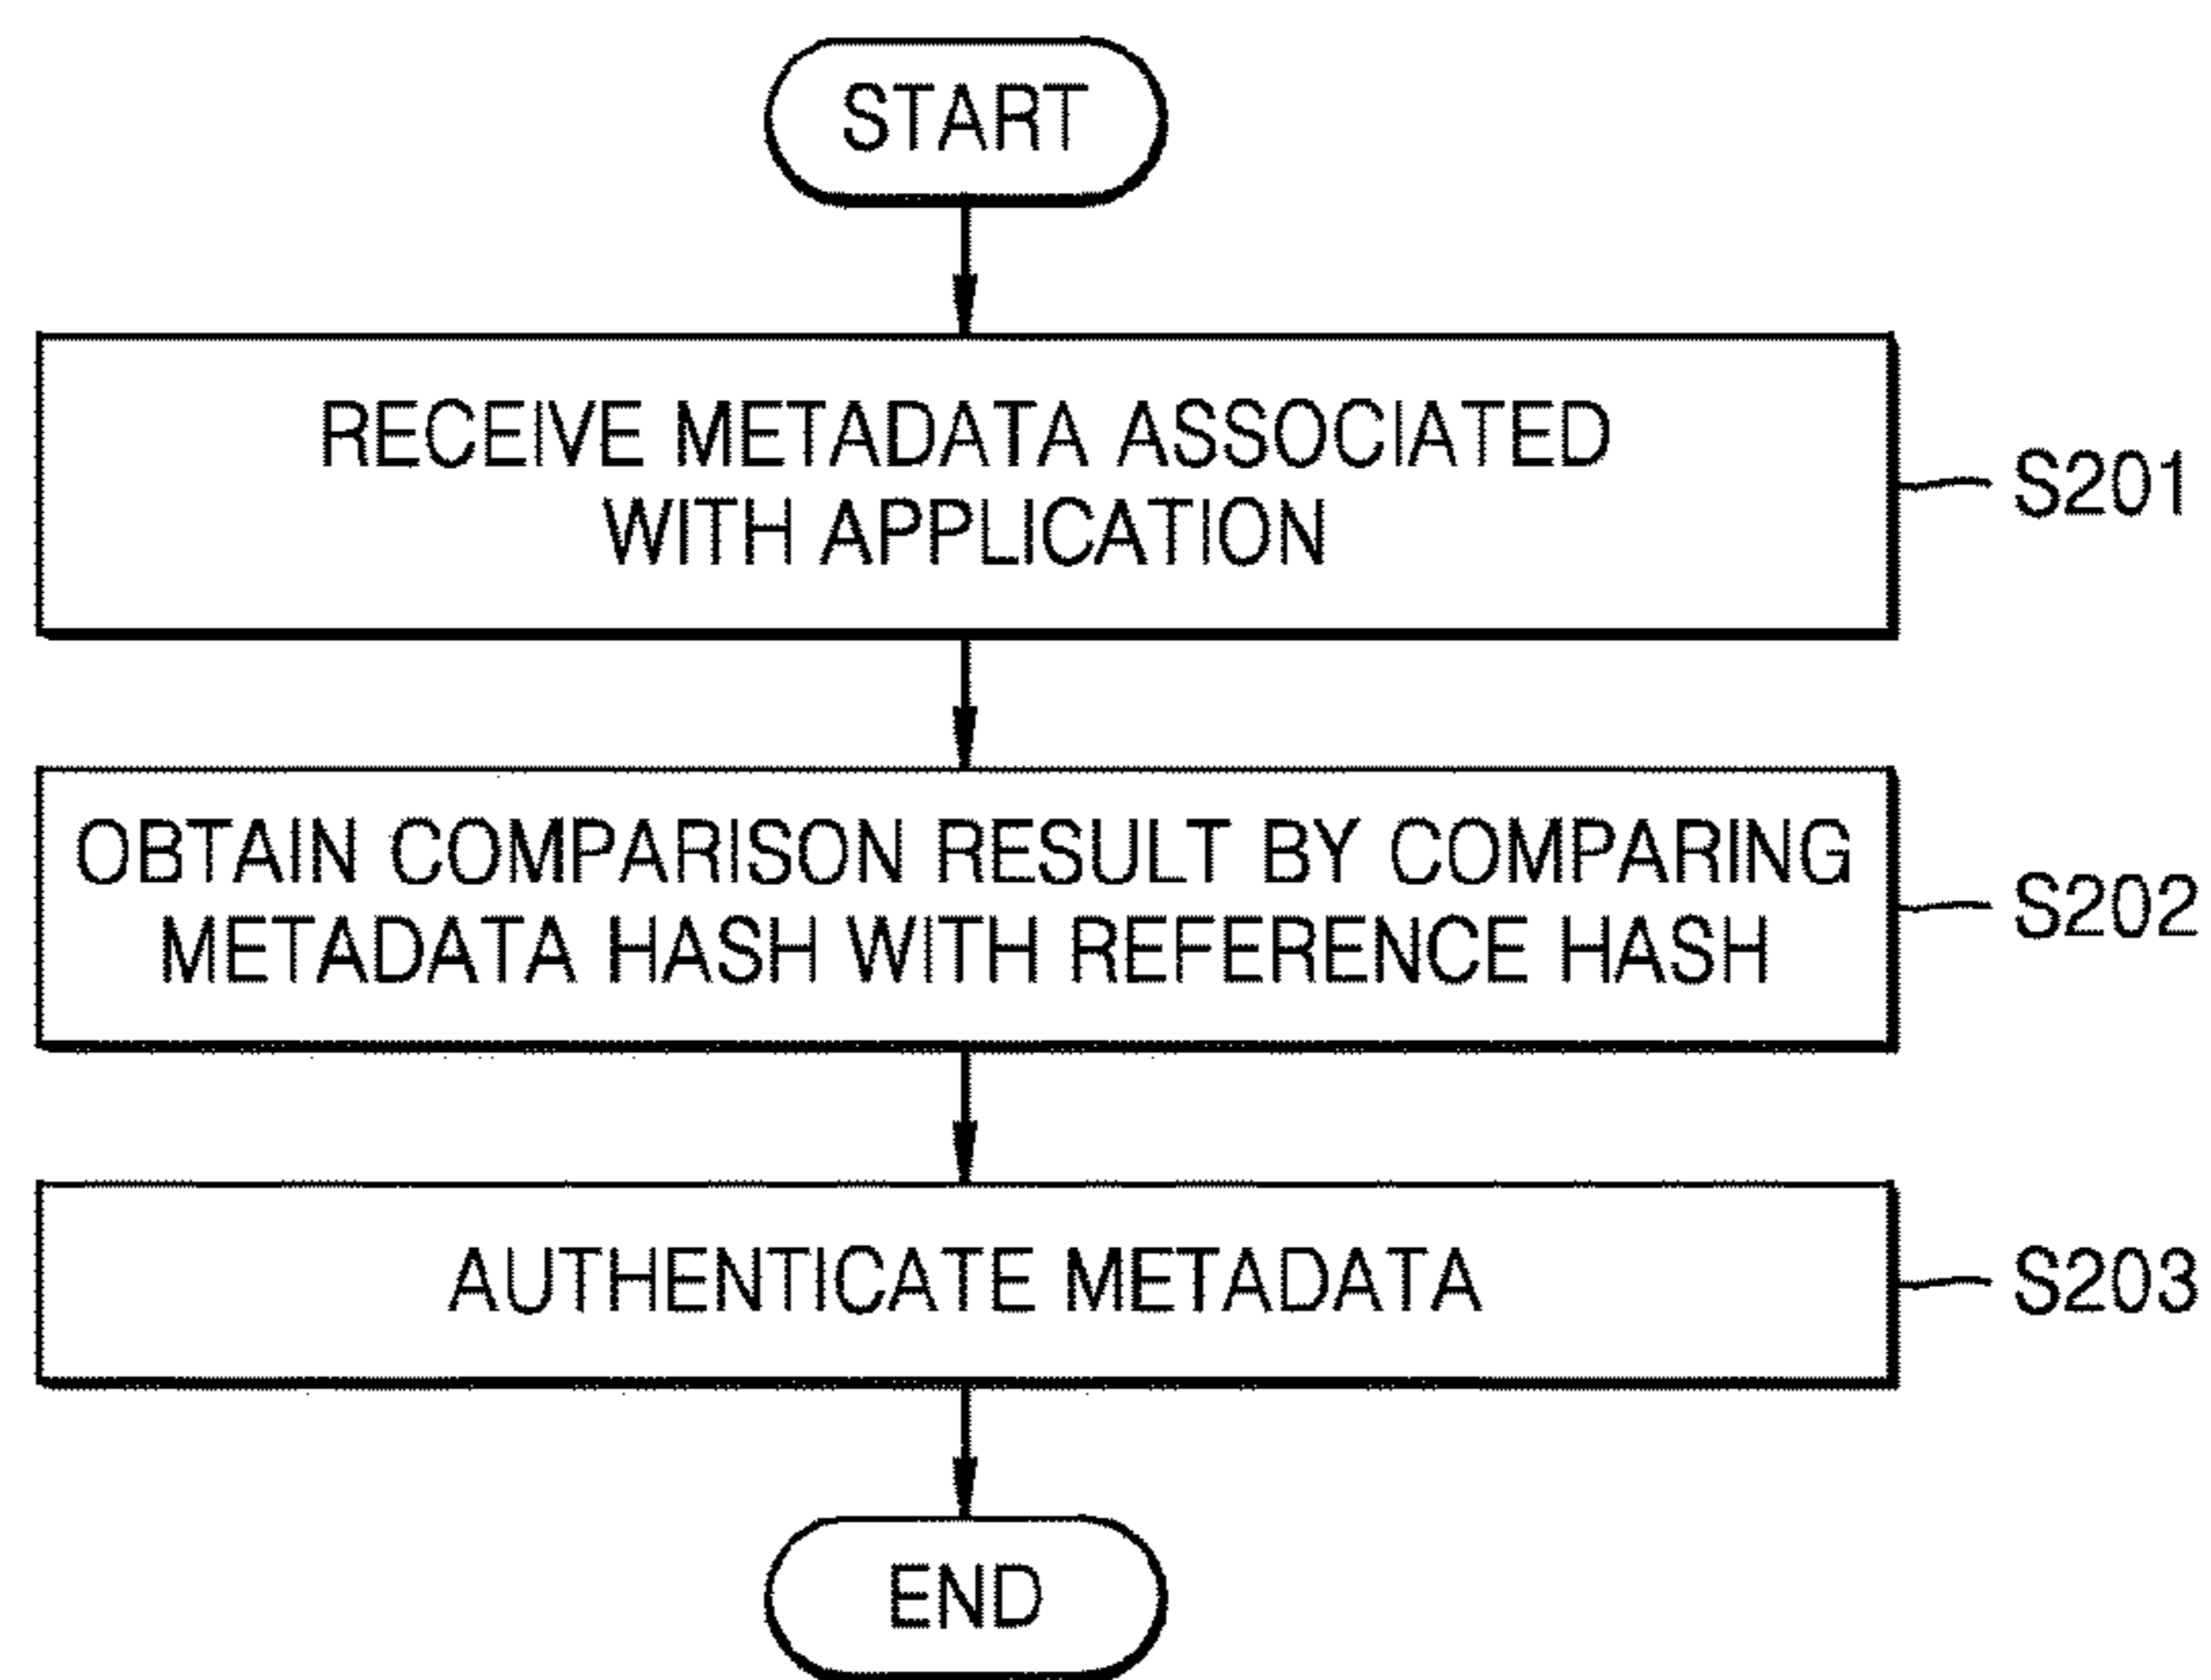 START
RECEIVE METADATA ASSOCIATED
WITH APPLICATION
S201
OBTAIN COMPARISON RESULT BY COMPARING
METADATA HASH WITH REFERENCE HASH
S202
AUTHENTICATE METADATA
S203
END